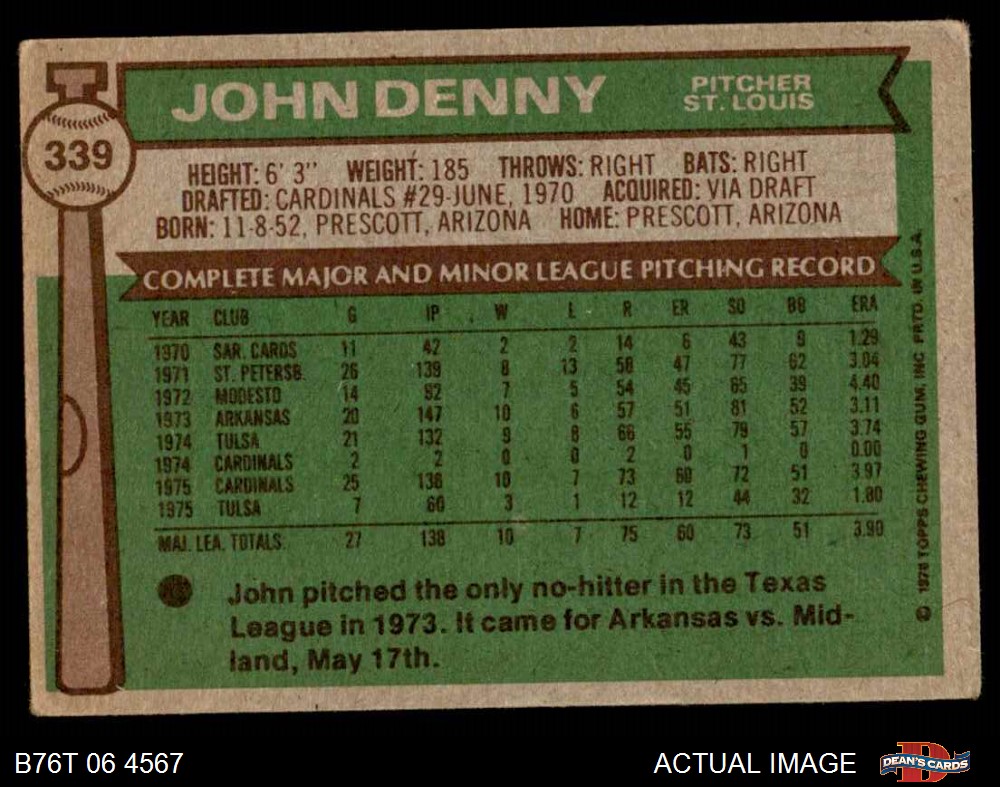 JOHN DENNY
PITCHER
ST. LOUIS
339
HEIGHT: 6' 3" WEIGHT: 185 THROWS: RIGHT BATS: RIGHT
DRAFTED: CARDINALS #29-JUNE, 1970 ACQUIRED: VIA DRAFT
BORN: 11-8-52, PRESCOTT, ARIZONA HOME: PRESCOTT, ARIZONA
COMPLETE MAJOR AND MINOR LEAGUE PITCHING RECORD
YEAR CLUB G IP W L R ER SO BB ERA
1970 SAR. CARDS 11 42 2 2 14 6 43 9 1.29
1971 ST. PETERSB. 26 139 8 13 58 47 77 62 3.04
1972 MODESTO 14 92 7 5 54 45 65 39 4.40
1973 ARKANSAS 20 147 10 6 57 51 81 52 3.11
1974 TULSA 21 132 9 8 66 55 79 57 3.74
1974 CARDINALS 2 2 0 0 2 0 1 0 0.00
1975 CARDINALS 25 136 10 7 73 60 72 51 3.97
1975 TULSA 7 60 3 1 12 12 44 32 1.80
MAJ. LEA. TOTALS 27 138 10 7 75 60 73 51 3.90
John pitched the only no-hitter in the Texas
League in 1973. It came for Arkansas vs. Mid-
land, May 17th.
© 1976 TOPPS CHEWING GUM, INC. PRTD. IN U.S.A.
B76T 06 4567
ACTUAL IMAGE
DEAN'S CARDS